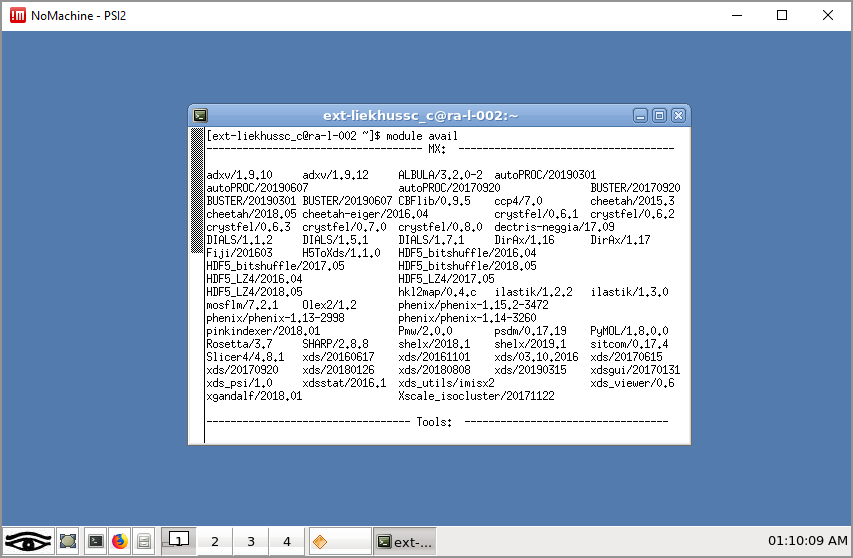 NoMachine - PSI2
ext-liekhussc_c@ra-l-002:~
[ext-liekhussc_c@ra-l-002 ~]$ module avail
------------------------------------ MX:  ------------------------------------
adxv/1.9.10 adxv/1.9.12 ALBULA/3.2.0-2 autoPROC/20190301
autoPROC/20190607 autoPROC/20170920 BUSTER/20170920
BUSTER/20190301 BUSTER/20190607 CBFlib/0.9.5 ccp4/7.0 cheetah/2015.3
cheetah/2018.05 cheetah-eiger/2016.04 crystfel/0.6.1 crystfel/0.6.2
crystfel/0.6.3 crystfel/0.7.0 crystfel/0.8.0 dectris-neggia/17.09
DIALS/1.1.2 DIALS/1.5.1 DIALS/1.7.1 DirAx/1.16 DirAx/1.17
Fiji/201603 H5ToXds/1.1.0 HDF5_bitshuffle/2016.04
HDF5_bitshuffle/2017.05 HDF5_bitshuffle/2018.05
HDF5_LZ4/2016.04 HDF5_LZ4/2017.05
HDF5_LZ4/2018.05 hkl2map/0.4.c ilastik/1.2.2 ilastik/1.3.0
mosflm/7.2.1 Olex2/1.2 phenix/phenix-1.15.2-3472
phenix/phenix-1.13-2998 phenix/phenix-1.14-3260
pinkindexer/2018.01 Pmw/2.0.0 psdm/0.17.19 PyMOL/1.8.0.0
Rosetta/3.7 SHARP/2.8.8 shelx/2018.1 shelx/2019.1 sitcom/0.17.4
Slicer4/4.8.1 xds/20160617 xds/20161101 xds/03.10.2016 xds/20170615
xds/20170920 xds/20180126 xds/20180808 xds/20190315 xdsgui/20170131
xds_psi/1.0 xdsstat/2016.1 xds_utils/imisx2 xds_viewer/0.6
xgandalf/2018.01 Xscale_isocluster/20171122
---------------------------------- Tools:  ----------------------------------
1 2 3 4 ext-... 01:10:09 AM